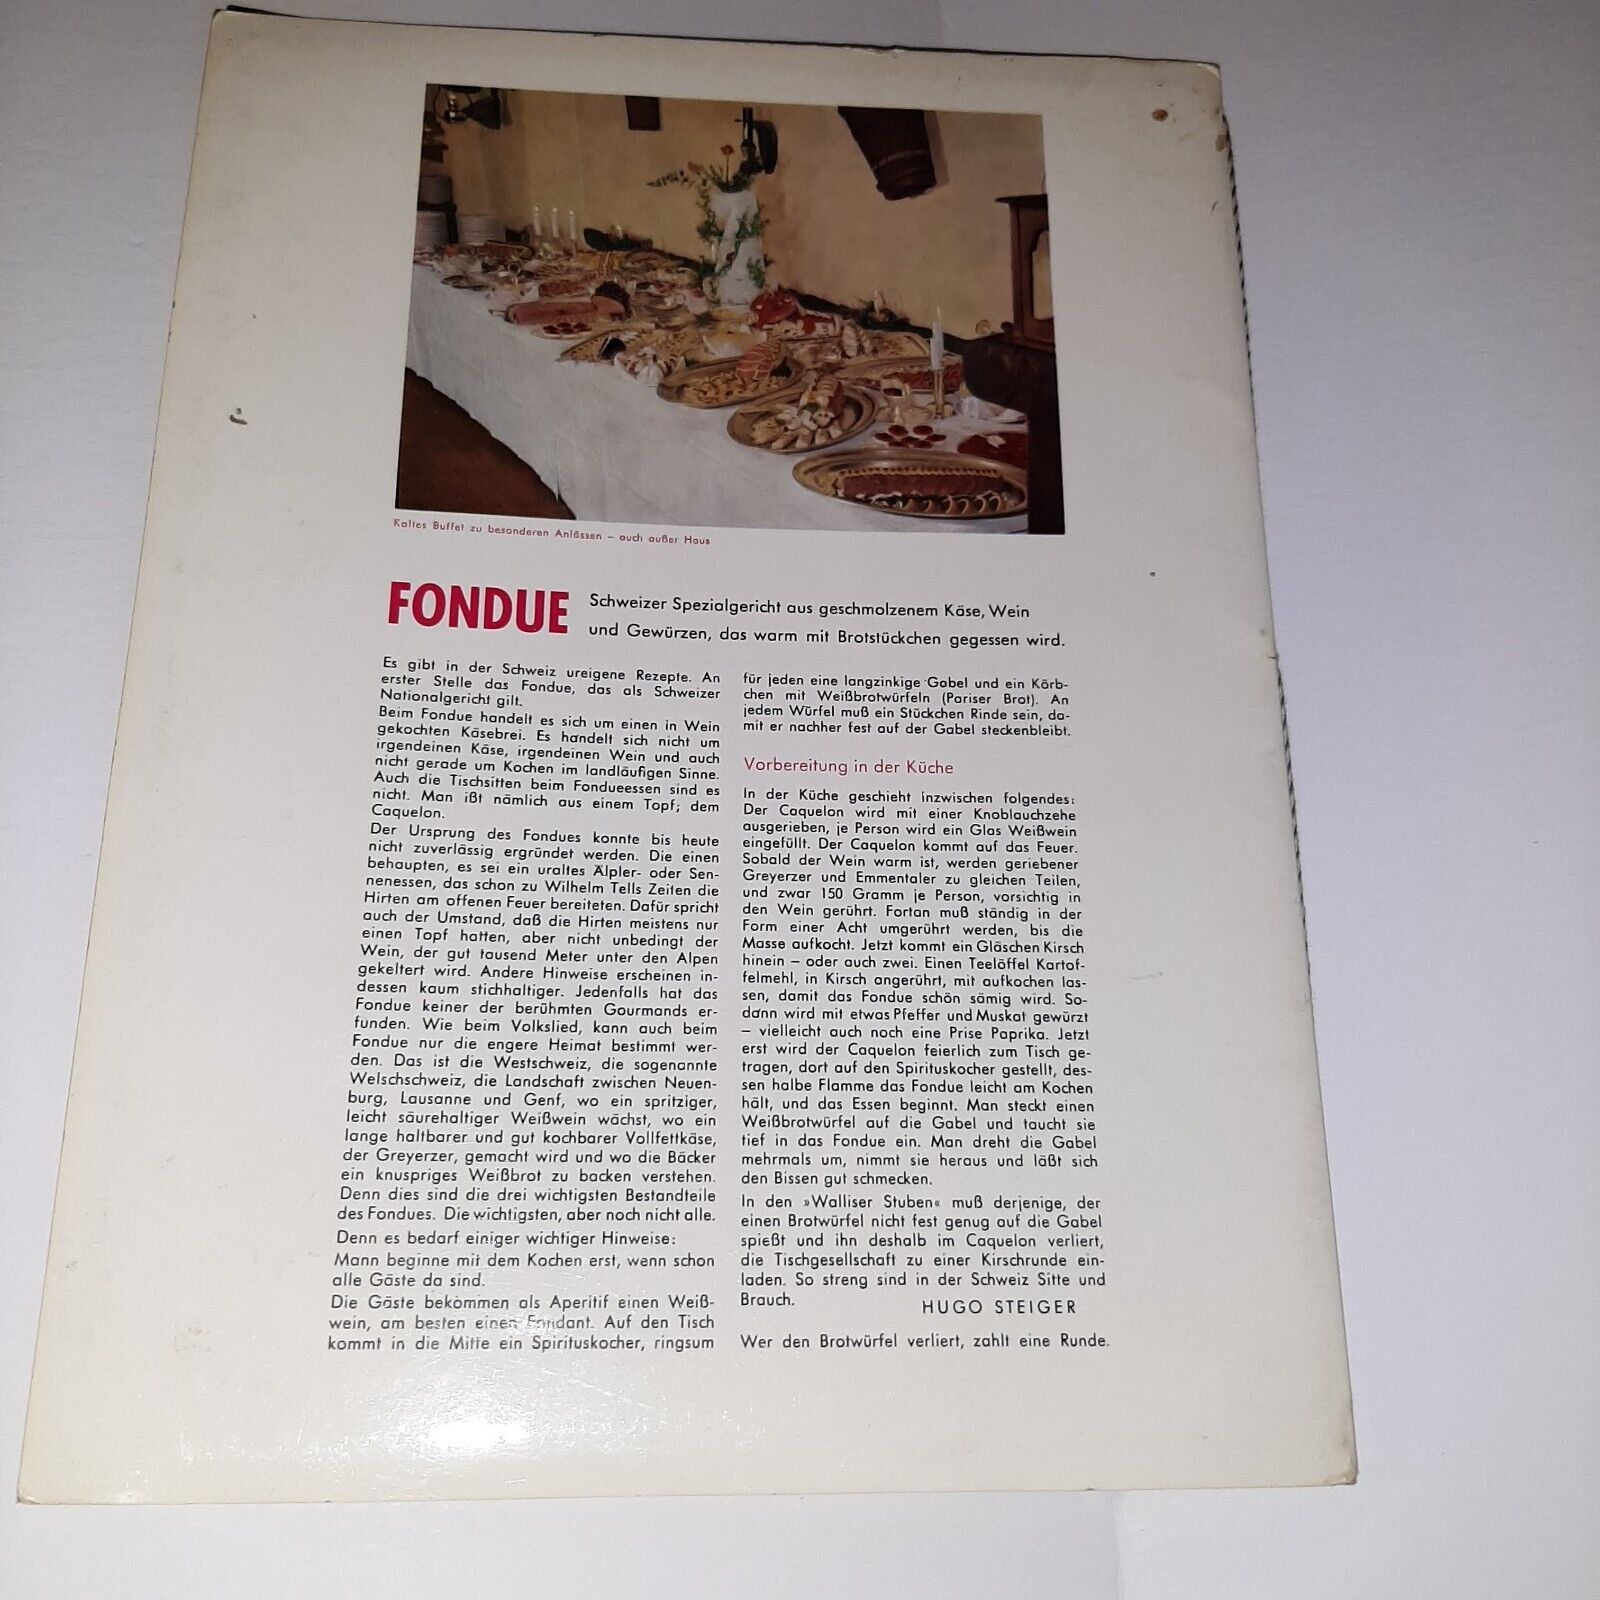 Kaltes Buffet zu besonderen Anlässen – auch außer Haus
FONDUE
Schweizer Spezialgericht aus geschmolzenem Käse, Wein
und Gewürzen, das warm mit Brotstückchen gegessen wird.
Es gibt in der Schweiz ureigene Rezepte. An
erster Stelle das Fondue, das als Schweizer
Nationalgericht gilt.
Beim Fondue handelt es sich um einen in Wein
gekochten Käsebrei. Es handelt sich nicht um
irgendeinen Käse, irgendeinen Wein und auch
nicht gerade um Kochen im landläufigen Sinne.
Auch die Tischsitten beim Fondueessen sind es
nicht. Man ißt nämlich aus einem Topf; dem
Caquelon.
Der Ursprung des Fondues konnte bis heute
nicht zuverlässig ergründet werden. Die einen
behaupten, es sei ein uraltes Älpler- oder Sen-
nenessen, das schon zu Wilhelm Tells Zeiten die
Hirten am offenen Feuer bereiteten. Dafür spricht
auch der Umstand, daß die Hirten meistens nur
einen Topf hatten, aber nicht unbedingt der
Wein, der gut tausend Meter unter den Alpen
gekeltert wird. Andere Hinweise erscheinen in-
dessen kaum stichhaltiger. Jedenfalls hat das
Fondue keiner der berühmten Gourmands er-
funden. Wie beim Volkslied, kann auch beim
Fondue nur die engere Heimat bestimmt wer-
den. Das ist die Westschweiz, die sogenannte
Welschschweiz, die Landschaft zwischen Neuen-
burg, Lausanne und Genf, wo ein spritziger,
leicht säurehaltiger Weißwein wächst, wo ein
lange haltbarer und gut kochbarer Vollfettkäse,
der Greyerzer, gemacht wird und wo die Bäcker
ein knuspriges Weißbrot zu backen verstehen.
Denn dies sind die drei wichtigsten Bestandteile
des Fondues. Die wichtigsten, aber noch nicht alle.
Denn es bedarf einiger wichtiger Hinweise:
Mann beginne mit dem Kochen erst, wenn schon
alle Gäste da sind.
Die Gäste bekommen als Aperitif einen Weiß-
wein, am besten einen Fondant. Auf den Tisch
kommt in die Mitte ein Spirituskocher, ringsum
für jeden eine langzinkige Gabel und ein Körb-
chen mit Weißbrotwürfeln (Pariser Brot). An
jedem Würfel muß ein Stückchen Rinde sein, da-
mit er nachher fest auf der Gabel steckenbleibt.
Vorbereitung in der Küche
In der Küche geschieht inzwischen folgendes:
Der Caquelon wird mit einer Knoblauchzehe
ausgerieben, je Person wird ein Glas Weißwein
eingefüllt. Der Caquelon kommt auf das Feuer.
Sobald der Wein warm ist, werden geriebener
Greyerzer und Emmentaler zu gleichen Teilen,
und zwar 150 Gramm je Person, vorsichtig in
den Wein gerührt. Fortan muß ständig in der
Form einer Acht umgerührt werden, bis die
Masse aufkocht. Jetzt kommt ein Gläschen Kirsch
hinein – oder auch zwei. Einen Teelöffel Kartof-
felmehl, in Kirsch angerührt, mit aufkochen las-
sen, damit das Fondue schön sämig wird. So-
dann wird mit etwas Pfeffer und Muskat gewürzt
– vielleicht auch noch eine Prise Paprika. Jetzt
erst wird der Caquelon feierlich zum Tisch ge-
tragen, dort auf den Spirituskocher gestellt, des-
sen halbe Flamme das Fondue leicht am Kochen
hält, und das Essen beginnt. Man steckt einen
Weißbrotwürfel auf die Gabel und taucht sie
tief in das Fondue ein. Man dreht die Gabel
mehrmals um, nimmt sie heraus und läßt sich
den Bissen gut schmecken.
In den »Walliser Stuben« muß derjenige, der
einen Brotwürfel nicht fest genug auf die Gabel
spießt und ihn deshalb im Caquelon verliert,
die Tischgesellschaft zu einer Kirschrunde ein-
laden. So streng sind in der Schweiz Sitte und
Brauch.
HUGO STEIGER
Wer den Brotwürfel verliert, zahlt eine Runde.